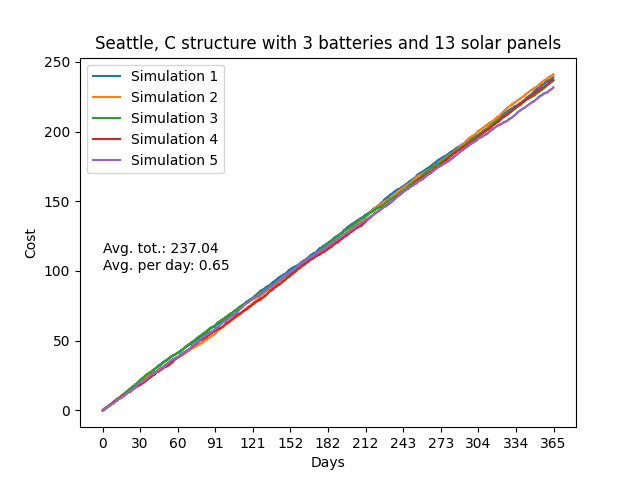 Seattle, C structure with 3 batteries and 13 solar panels
Simulation 1
Simulation 2
Simulation 3
Simulation 4
Simulation 5
Avg. tot.: 237.04
Avg. per day: 0.65
Cost
250
200
150
100
50
0
0 30 60 91 121 152 182 212 243 273 304 334 365
Days